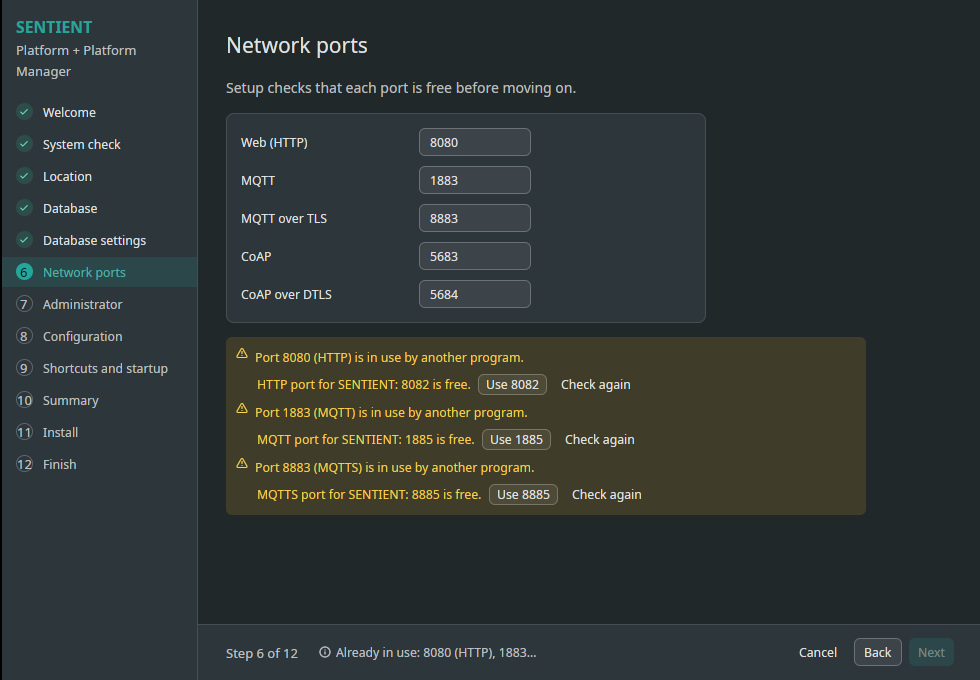 SENTIENT
Platform + Platform
Manager
Welcome
System check
Location
Database
Database settings
6 Network ports
7 Administrator
8 Configuration
9 Shortcuts and startup
10 Summary
11 Install
12 Finish
Network ports
Setup checks that each port is free before moving on.
Web (HTTP) 8080
MQTT 1883
MQTT over TLS 8883
CoAP 5683
CoAP over DTLS 5684
Port 8080 (HTTP) is in use by another program.
HTTP port for SENTIENT: 8082 is free. Use 8082 Check again
Port 1883 (MQTT) is in use by another program.
MQTT port for SENTIENT: 1885 is free. Use 1885 Check again
Port 8883 (MQTTS) is in use by another program.
MQTTS port for SENTIENT: 8885 is free. Use 8885 Check again
Step 6 of 12 Already in use: 8080 (HTTP), 1883... Cancel Back Next